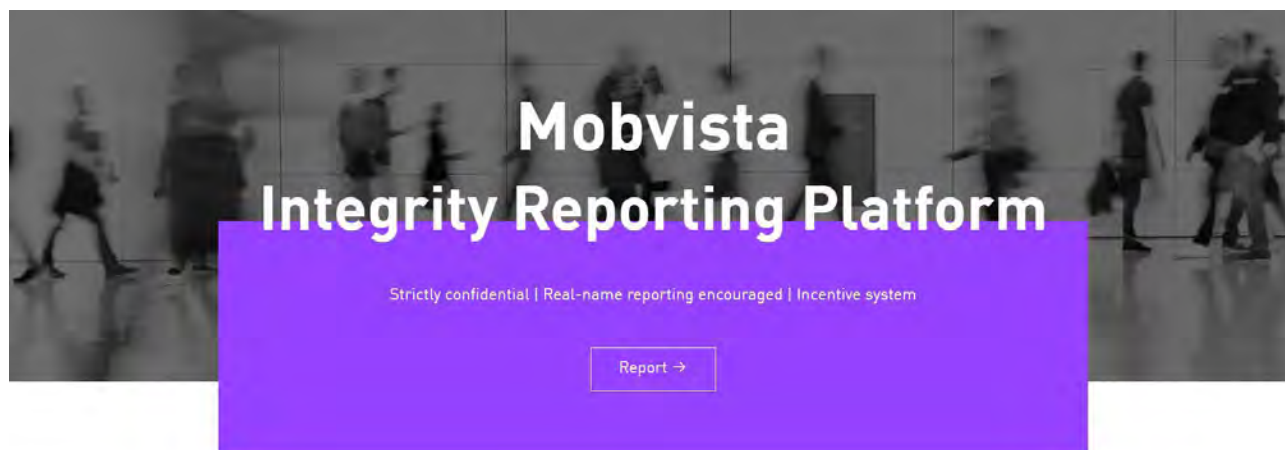 Mobvista
Integrity Reporting Platform
Strictly confidential | Real-name reporting encouraged | Incentive system
Report →